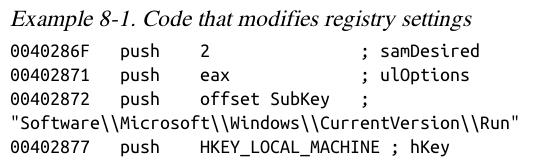 Example 8-1. Code that modifies registry settings
0040286F   push    2               ; samDesired
00402871   push    eax             ; ulOptions
00402872   push    offset SubKey   ;
"Software\\Microsoft\\Windows\\CurrentVersion\\Run"
00402877   push    HKEY_LOCAL_MACHINE ; hKey